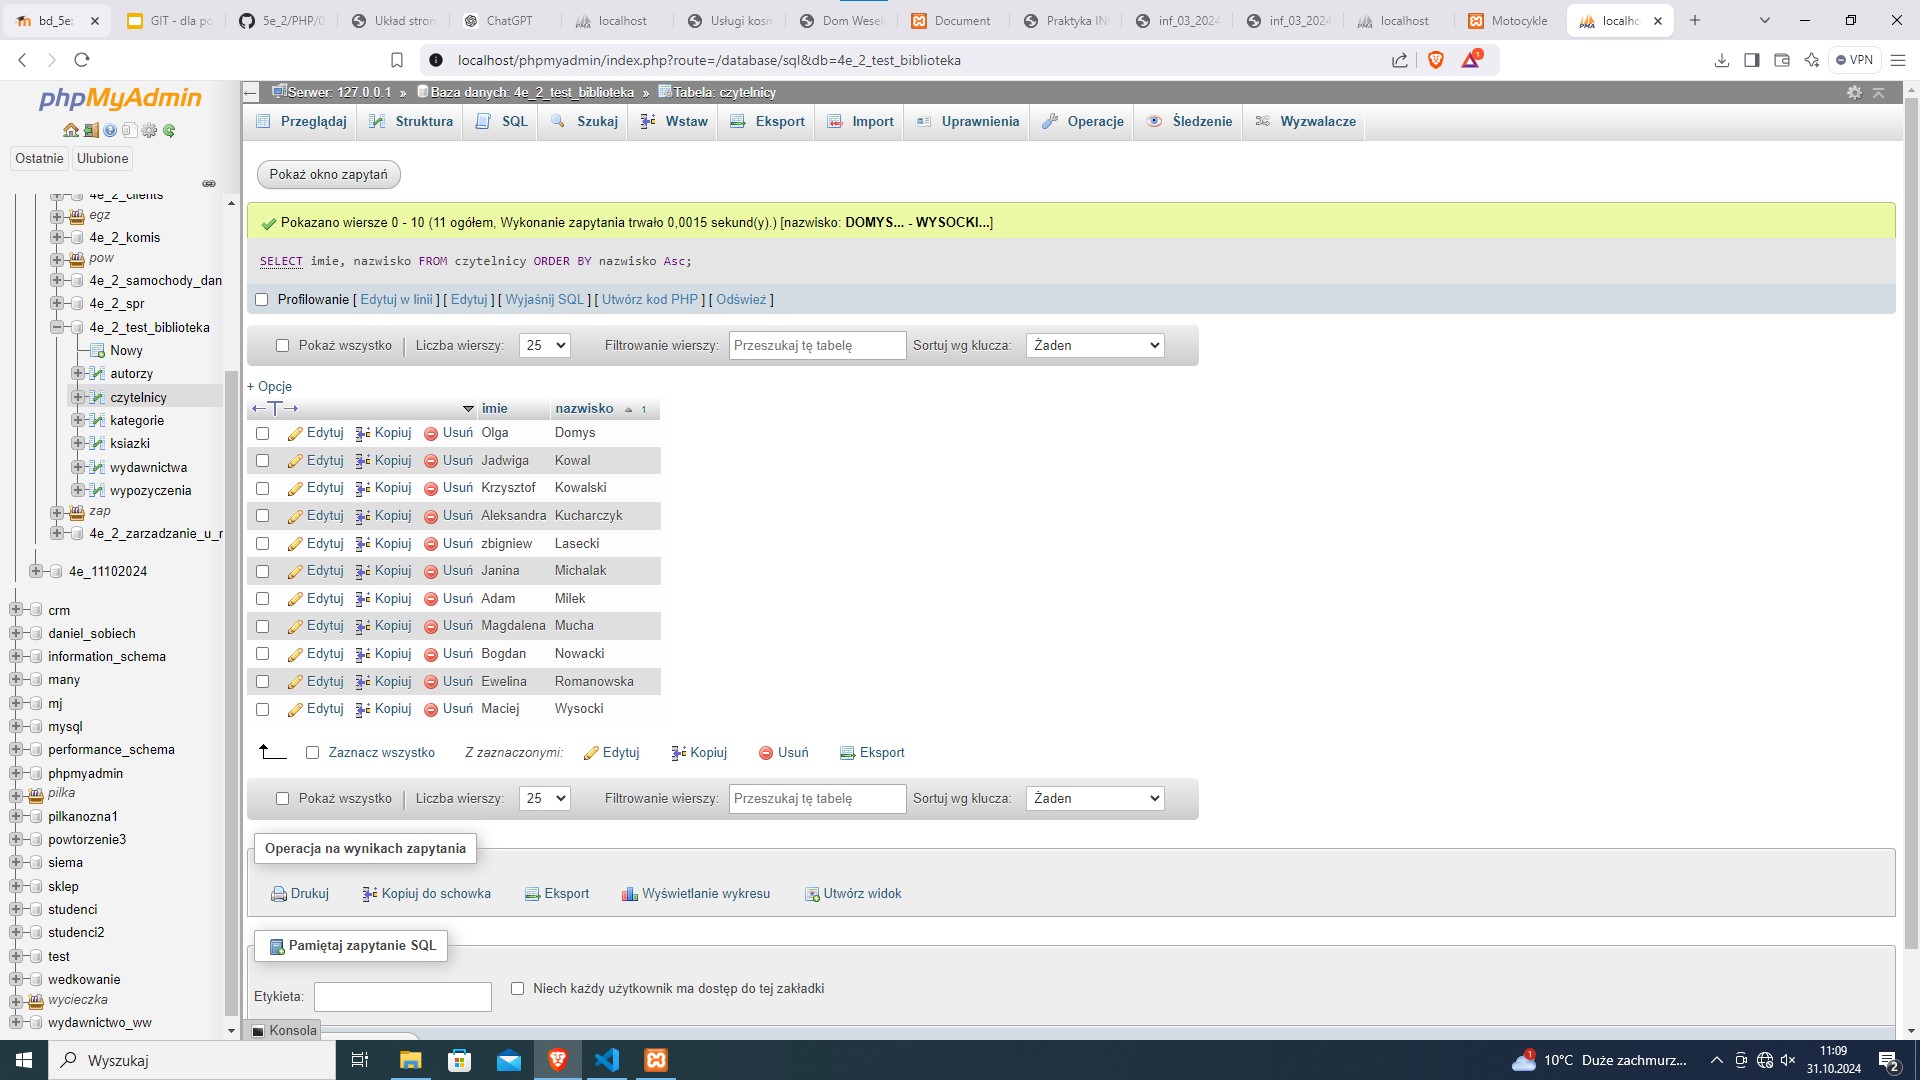 bd_5e:
GIT - dla po
5e_2/PHP/0
Układ stron
ChatGPT
localhost
Usługi kosm
Dom Wesel
Document
Praktyka IN
inf_03_2024
inf_03_2024
localhost
Motocykle
localho
localhost/phpmyadmin/index.php?route=/database/sql&db=4e_2_test_biblioteka
1
VPN
phpMyAdmin
Ostatnie Ulubione
4e_2_clients
egz
4e_2_komis
pow
4e_2_samochody_dan
4e_2_spr
4e_2_test_biblioteka
Nowy
autorzy
czytelnicy
kategorie
ksiazki
wydawnictwa
wypozyczenia
zap
4e_2_zarzadzanie_u_r
4e_11102024
crm
daniel_sobiech
information_schema
many
mj
mysql
performance_schema
phpmyadmin
pilka
pilkanozna1
powtorzenie3
siema
sklep
studenci
studenci2
test
wedkowanie
wycieczka
wydawnictwo_ww
Serwer: 127.0.0.1 » Baza danych: 4e_2_test_biblioteka » Tabela: czytelnicy
Przeglądaj Struktura SQL Szukaj Wstaw Eksport Import Uprawnienia Operacje Śledzenie Wyzwalacze
Pokaż okno zapytań
Pokazano wiersze 0 - 10 (11 ogółem, Wykonanie zapytania trwało 0,0015 sekund(y).) [nazwisko: DOMYS... - WYSOCKI...]
SELECT imie, nazwisko FROM czytelnicy ORDER BY nazwisko Asc;
Profilowanie [ Edytuj w linii ] [ Edytuj ] [ Wyjaśnij SQL ] [ Utwórz kod PHP ] [ Odśwież ]
Pokaż wszystko | Liczba wierszy: 25 Filtrowanie wierszy: Przeszukaj tę tabelę Sortuj wg klucza: Żaden
+ Opcje
←T→ imie nazwisko 1
Edytuj Kopiuj Usuń Olga Domys
Edytuj Kopiuj Usuń Jadwiga Kowal
Edytuj Kopiuj Usuń Krzysztof Kowalski
Edytuj Kopiuj Usuń Aleksandra Kucharczyk
Edytuj Kopiuj Usuń zbigniew Lasecki
Edytuj Kopiuj Usuń Janina Michalak
Edytuj Kopiuj Usuń Adam Milek
Edytuj Kopiuj Usuń Magdalena Mucha
Edytuj Kopiuj Usuń Bogdan Nowacki
Edytuj Kopiuj Usuń Ewelina Romanowska
Edytuj Kopiuj Usuń Maciej Wysocki
Zaznacz wszystko Z zaznaczonymi: Edytuj Kopiuj Usuń Eksport
Pokaż wszystko | Liczba wierszy: 25 Filtrowanie wierszy: Przeszukaj tę tabelę Sortuj wg klucza: Żaden
Operacja na wynikach zapytania
Drukuj Kopiuj do schowka Eksport Wyświetlanie wykresu Utwórz widok
Pamiętaj zapytanie SQL
Etykieta: Niech każdy użytkownik ma dostęp do tej zakładki
Konsola
Wyszukaj
1
10°C Duże zachmurz...
11:09
31.10.2024
2